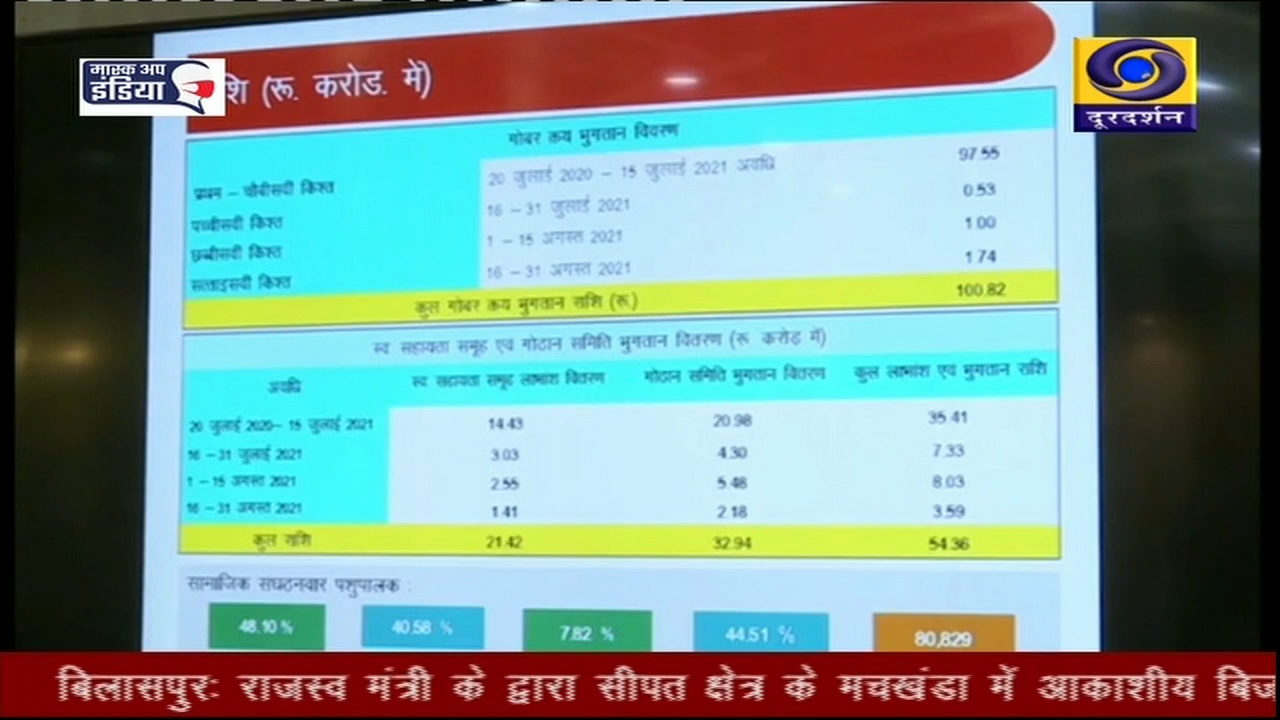 मास्क अप
इंडिया
दूरदर्शन
शि (रू. करोड. में)
गोबर क्रय भुगतान विवरण
प्रथम – चोबीसवी किश्त 20 जुलाई 2020 – 15 जुलाई 2021 अवधि 97.55
पच्चीसवी किश्त 16 – 31 जुलाई 2021 0.53
छब्बीसवी किश्त 1 – 15 अगस्त 2021 1.00
सत्ताइसवी किश्त 16 – 31 अगस्त 2021 1.74
कुल गोबर क्रय भुगतान राशि (रू.) 100.82
स्व सहायता समूह एव गोठान समिति भुगतान वितरण (रू करोड में)
अवधि स्व सहायता समूह लाभांश वितरण गोठान समिति भुगतान वितरण कुल लाभांश एव भुगतान राशि
20 जुलाई 2020– 15 जुलाई 2021 14.43 20.98 35.41
16 – 31 जुलाई 2021 3.03 4.30 7.33
1 – 15 अगस्त 2021 2.55 5.48 8.03
16 – 31 अगस्त 2021 1.41 2.18 3.59
कुल राशि 21.42 32.94 54.36
सामाजिक संघटनवार पशुपालक :
48.10 % 40.58 % 7.82 % 44.51 % 80,829
बिलासपुरः राजस्व मंत्री के द्वारा सीपत क्षेत्र के मचखंडा में आकाशीय बिज